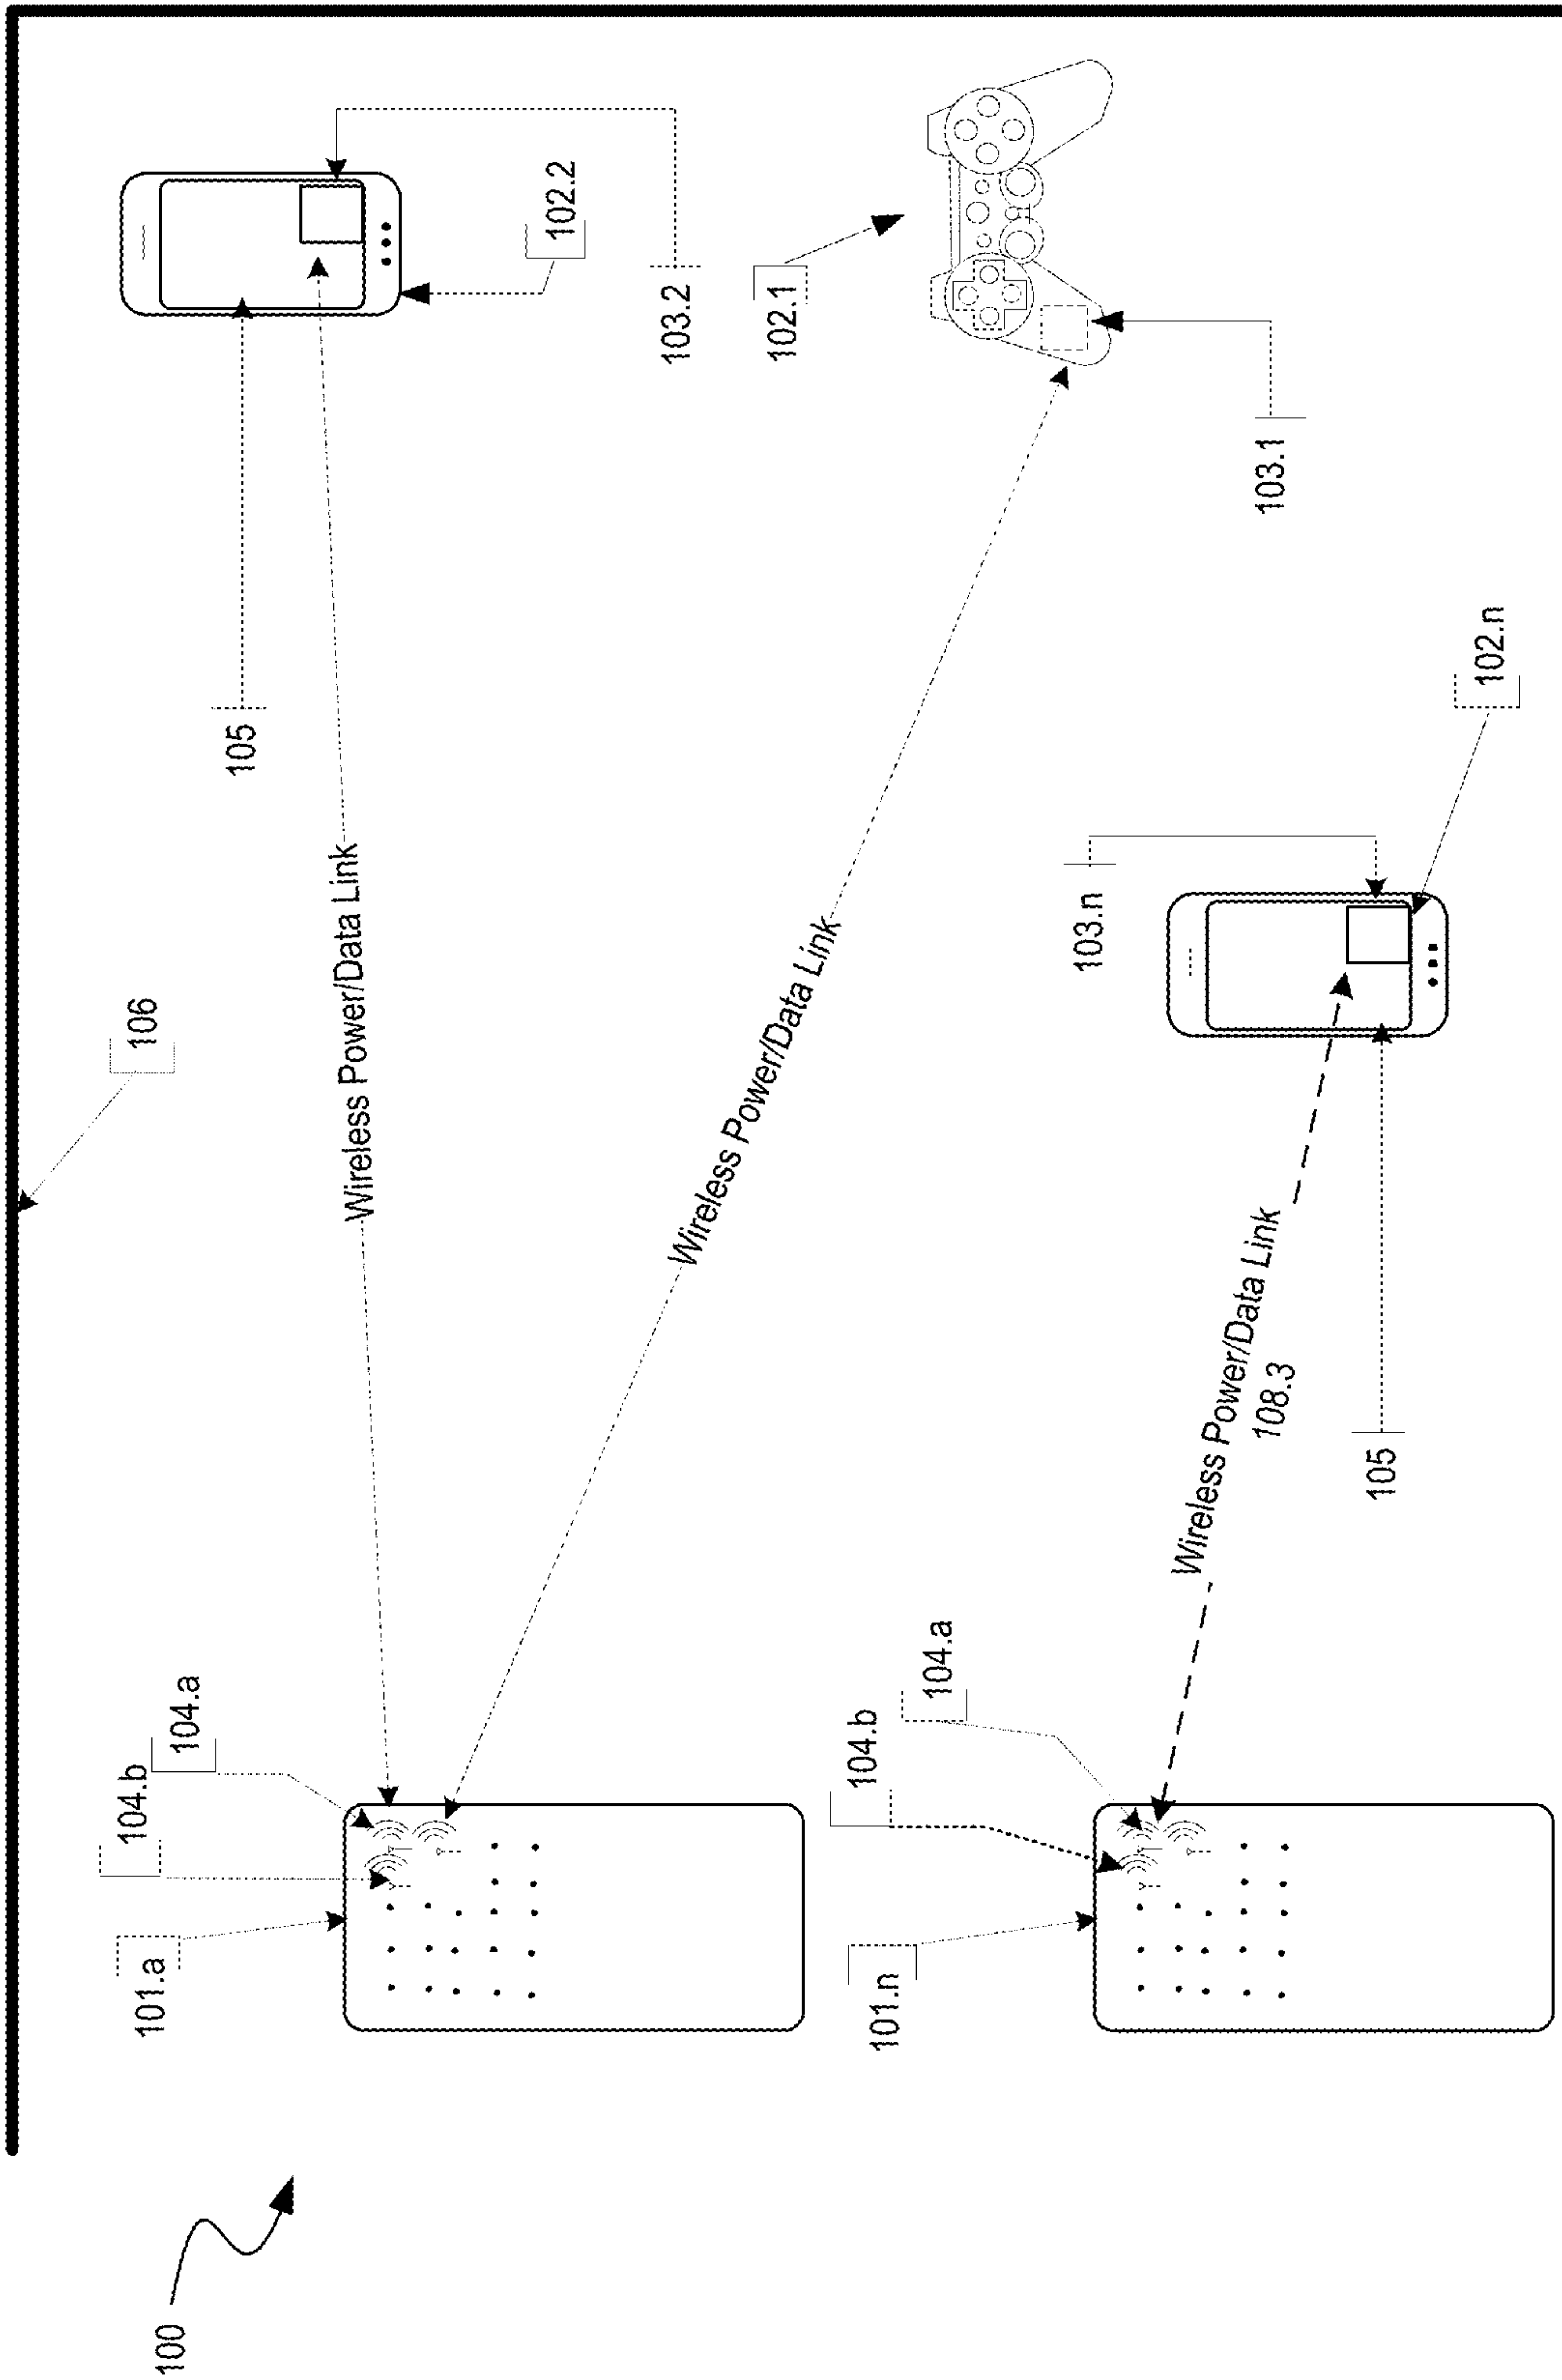 106
104.b
101.a
104.a
100
105
Wireless Power/Data Link
102.2
103.2
Wireless Power/Data Link
102.1
104.b
101.n
104.a
103.n
Wireless Power/Data Link
108.3
103.1
105
102.n